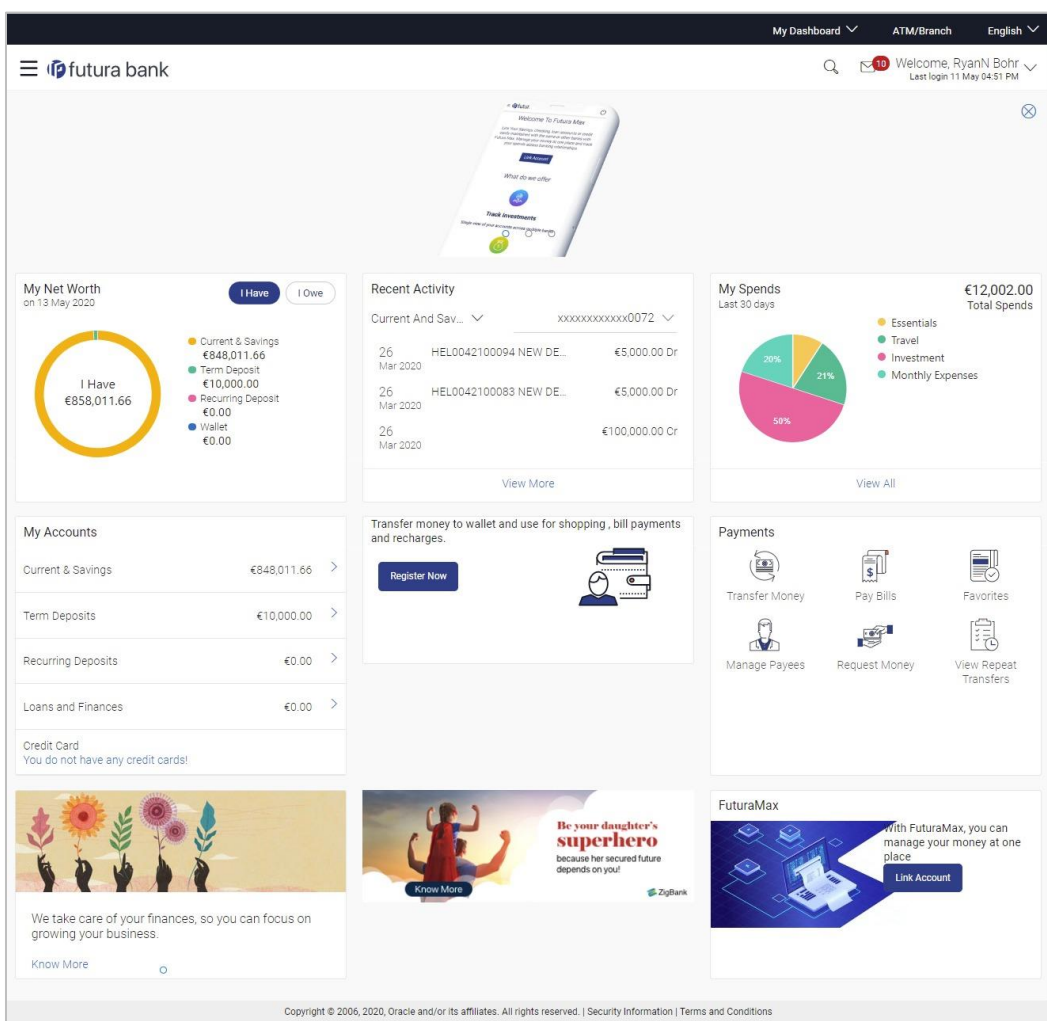 My Dashboard
ATM/Branch
English
futura bank
10
Welcome, RyanN Bohr
Last login 11 May 04:51 PM
Welcome To Futura Max
Link Account
What do we offer
Track Investments
My Net Worth
on 13 May 2020
I Have
I Owe
I Have
€858,011.66
Current & Savings
€848,011.66
Term Deposit
€10,000.00
Recurring Deposit
€0.00
Wallet
€0.00
Recent Activity
Current And Sav...
xxxxxxxxxxxx0072
26 HEL0042100094 NEW DE... €5,000.00 Dr
Mar 2020
26 HEL0042100083 NEW DE... €5,000.00 Dr
Mar 2020
26 €100,000.00 Cr
Mar 2020
View More
My Spends
Last 30 days
€12,002.00
Total Spends
20%
21%
50%
Essentials
Travel
Investment
Monthly Expenses
View All
My Accounts
Current & Savings €848,011.66
Term Deposits €10,000.00
Recurring Deposits €0.00
Loans and Finances €0.00
Credit Card
You do not have any credit cards!
Transfer money to wallet and use for shopping , bill payments
and recharges.
Register Now
Payments
Transfer Money
Pay Bills
Favorites
Manage Payees
Request Money
View Repeat
Transfers
We take care of your finances, so you can focus on
growing your business.
Know More
Be your daughter's
superhero
because her secured future
depends on you!
Know More
ZigBank
FuturaMax
With FuturaMax, you can
manage your money at one
place
Link Account
Copyright © 2006, 2020, Oracle and/or its affiliates. All rights reserved. | Security Information | Terms and Conditions